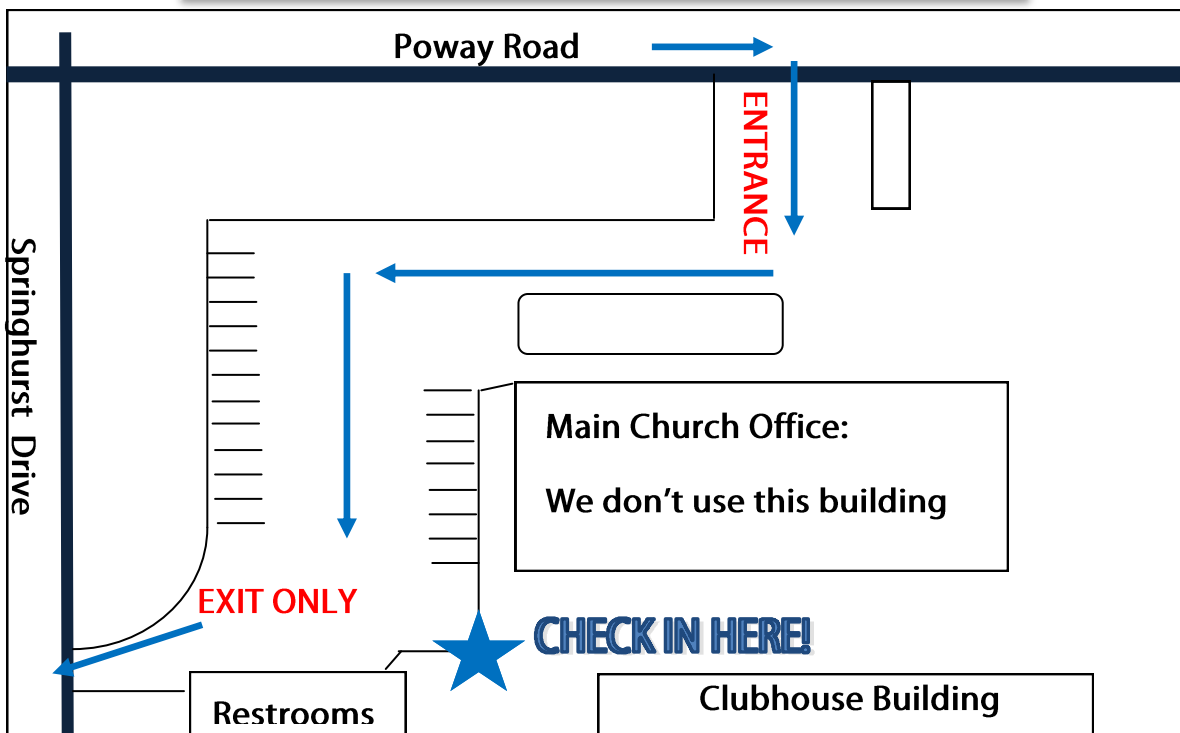 Poway Road
ENTRANCE
Springhurst Drive
Main Church Office:
We don't use this building
EXIT ONLY
CHECK IN HERE!
Restrooms
Clubhouse Building